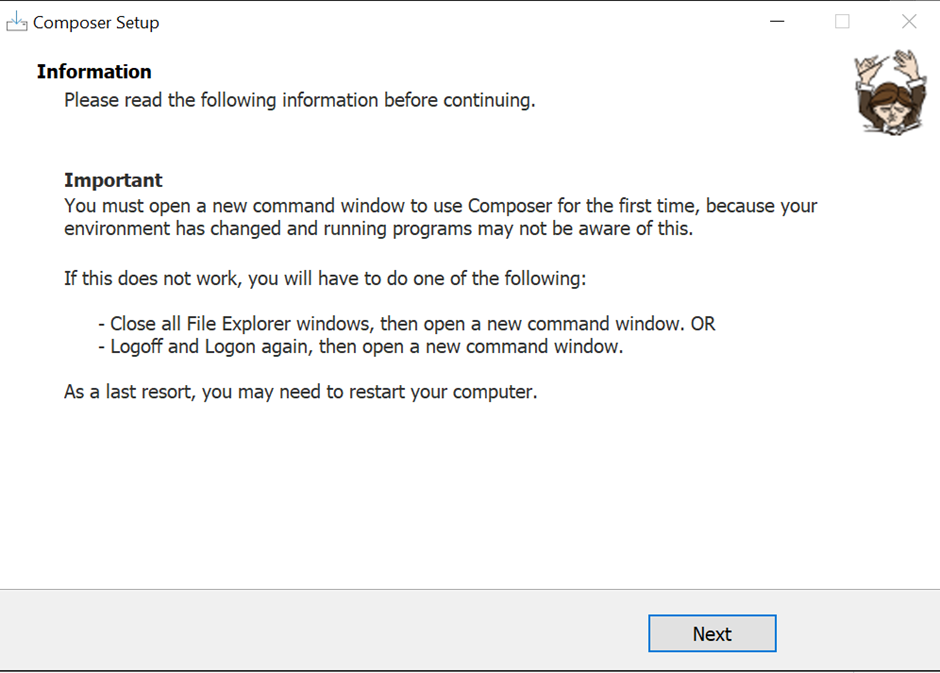 Composer Setup
Information
Please read the following information before continuing.
Important
You must open a new command window to use Composer for the first time, because your
environment has changed and running programs may not be aware of this.
If this does not work, you will have to do one of the following:
- Close all File Explorer windows, then open a new command window. OR
- Logoff and Logon again, then open a new command window.
As a last resort, you may need to restart your computer.
Next